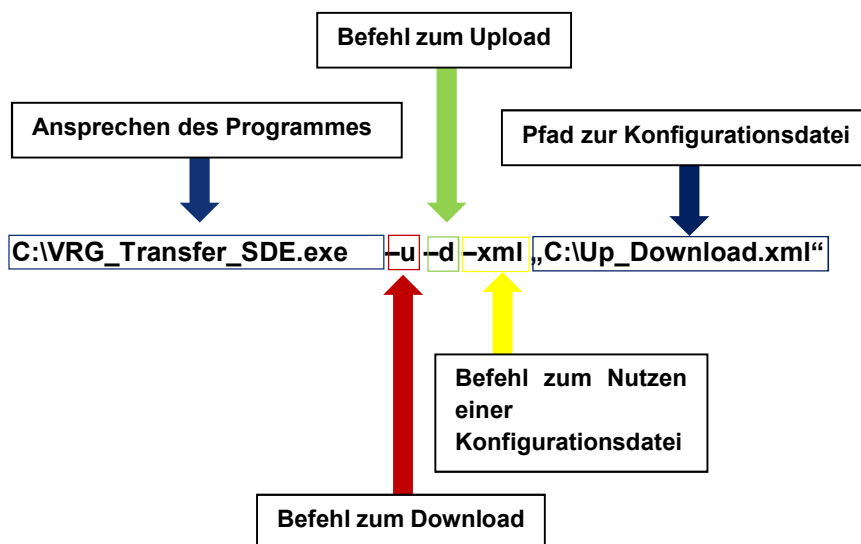 Befehl zum Upload
Ansprechen des Programmes
Pfad zur Konfigurationsdatei
C:\VRG_Transfer_SDE.exe –u –d –xml „C:\Up_Download.xml“
Befehl zum Nutzen
einer
Konfigurationsdatei
Befehl zum Download